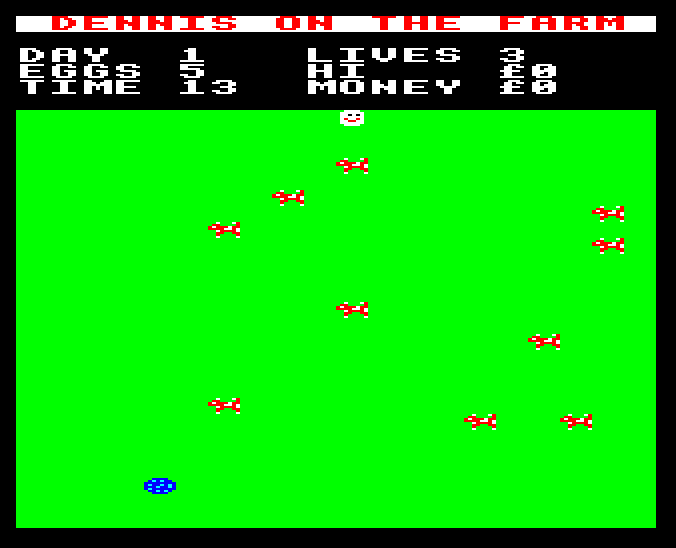 DENNIS ON THE FARM
DAY 1 LIVES 3
EGGS 5 HI £0
TIME 13 MONEY £0